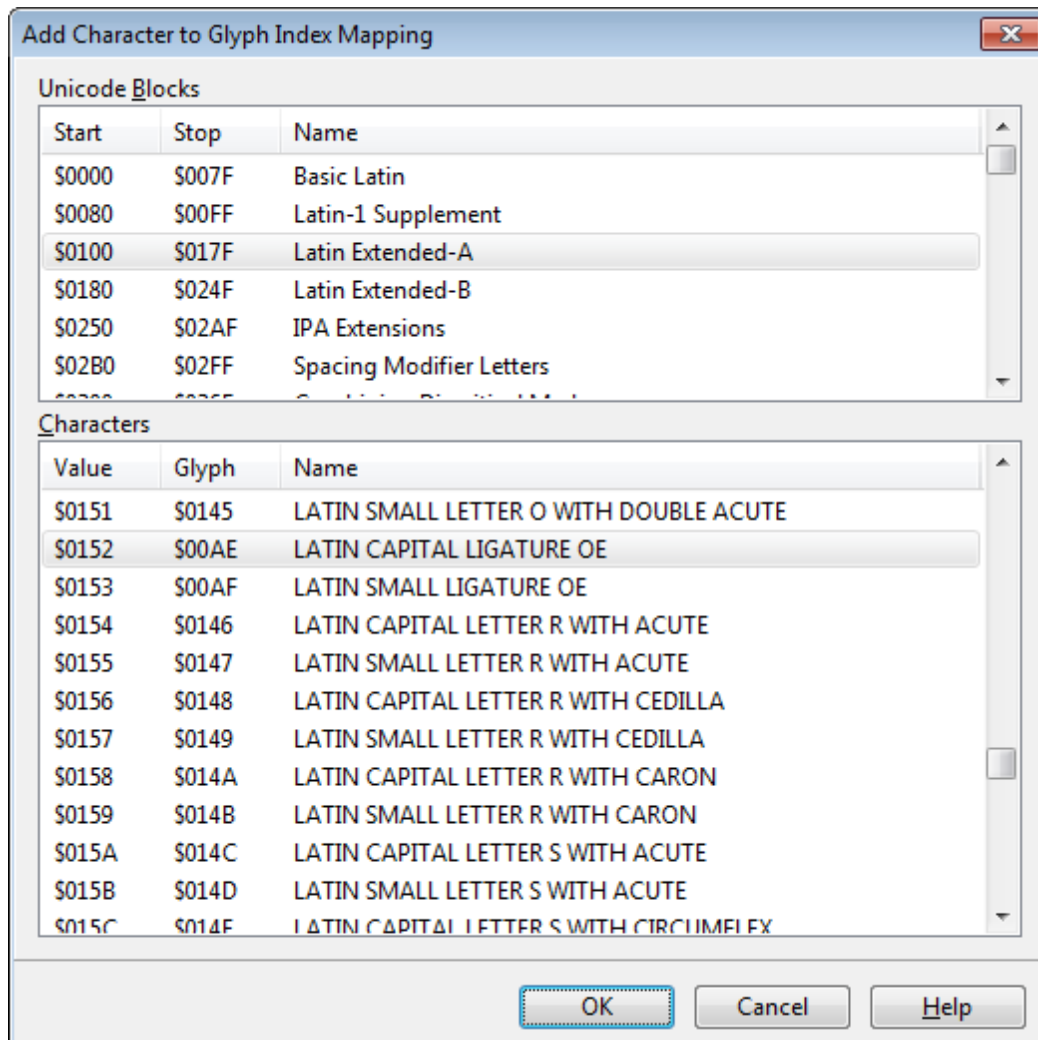 Add Character to Glyph Index Mapping
Unicode Blocks
Start Stop Name
$0000 $007F Basic Latin
$0080 $00FF Latin-1 Supplement
$0100 $017F Latin Extended-A
$0180 $024F Latin Extended-B
$0250 $02AF IPA Extensions
$02B0 $02FF Spacing Modifier Letters
Characters
Value Glyph Name
$0151 $0145 LATIN SMALL LETTER O WITH DOUBLE ACUTE
$0152 $00AE LATIN CAPITAL LIGATURE OE
$0153 $00AF LATIN SMALL LIGATURE OE
$0154 $0146 LATIN CAPITAL LETTER R WITH ACUTE
$0155 $0147 LATIN SMALL LETTER R WITH ACUTE
$0156 $0148 LATIN CAPITAL LETTER R WITH CEDILLA
$0157 $0149 LATIN SMALL LETTER R WITH CEDILLA
$0158 $014A LATIN CAPITAL LETTER R WITH CARON
$0159 $014B LATIN SMALL LETTER R WITH CARON
$015A $014C LATIN CAPITAL LETTER S WITH ACUTE
$015B $014D LATIN SMALL LETTER S WITH ACUTE
$015C LATIN CAPITAL LETTER S WITH CIRCUMFLEX
OK Cancel Help